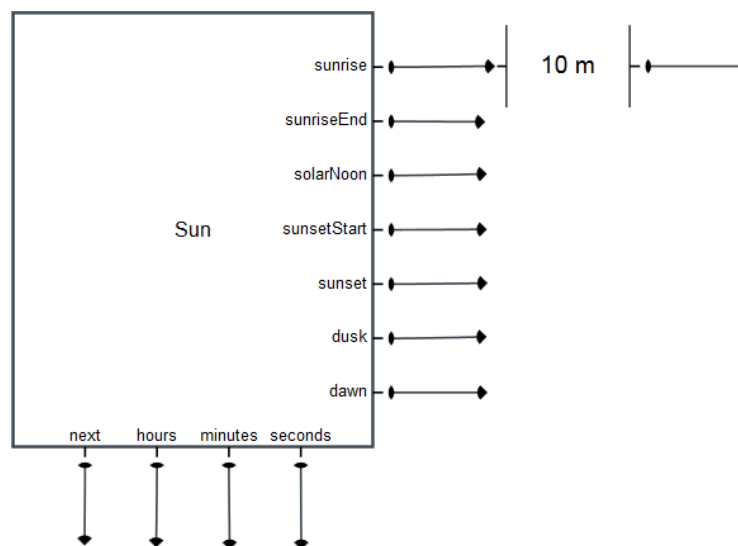 sunrise
10 m
sunriseEnd
solarNoon
Sun
sunsetStart
sunset
dusk
dawn
next hours minutes seconds